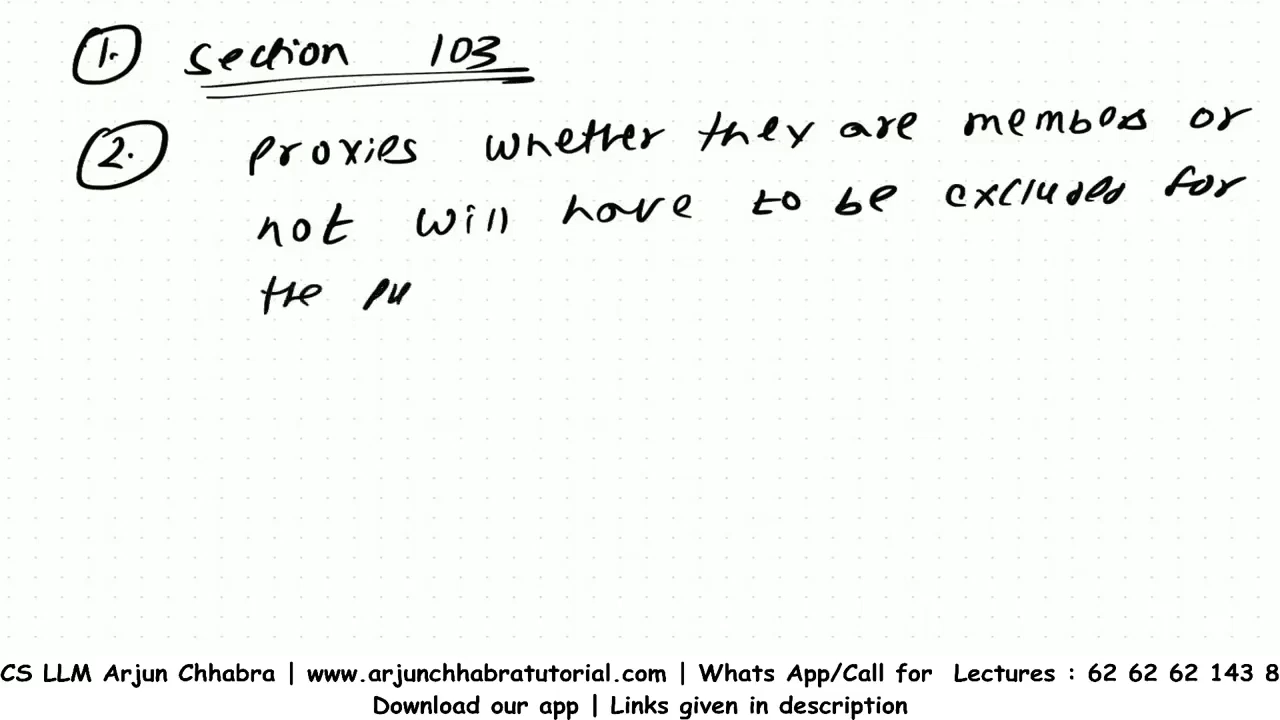 1. Section 103
2. Proxies whether they are members or
not will have to be excluded for
the pu
CS LLM Arjun Chhabra | www.arjunchhabratutorial.com | Whats App/Call for Lectures : 62 62 62 143 8
Download our app | Links given in description